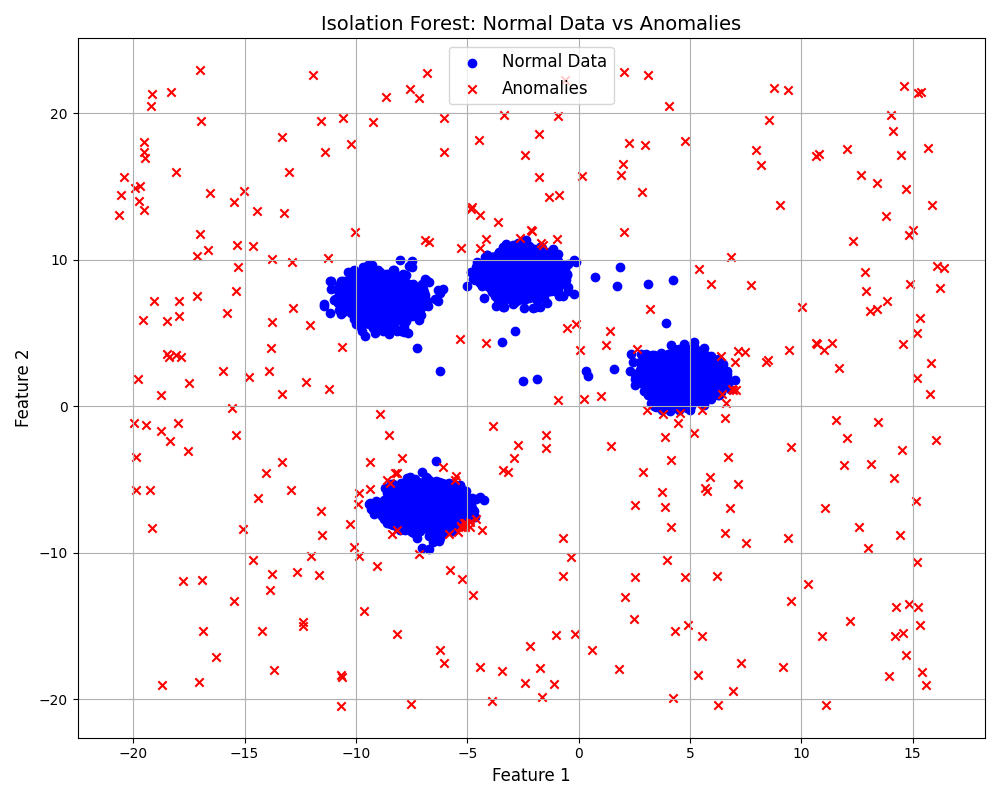 Isolation Forest: Normal Data vs Anomalies
Normal Data
Anomalies
20
10
0
−10
−20
Feature 2
−20 −15 −10 −5 0 5 10 15
Feature 1